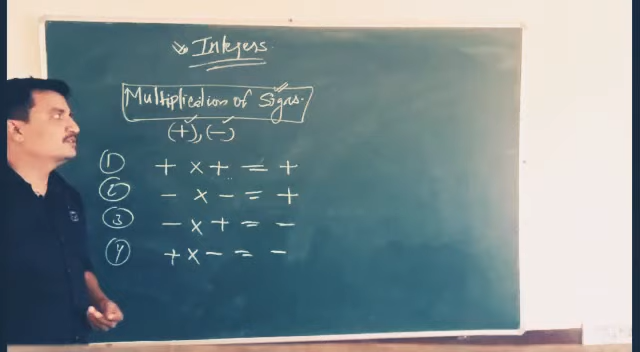 Integers
Multiplication of Signs.
(+), (-)
① + × + = +
② - × - = +
③ - × + = -
④ + × - = -